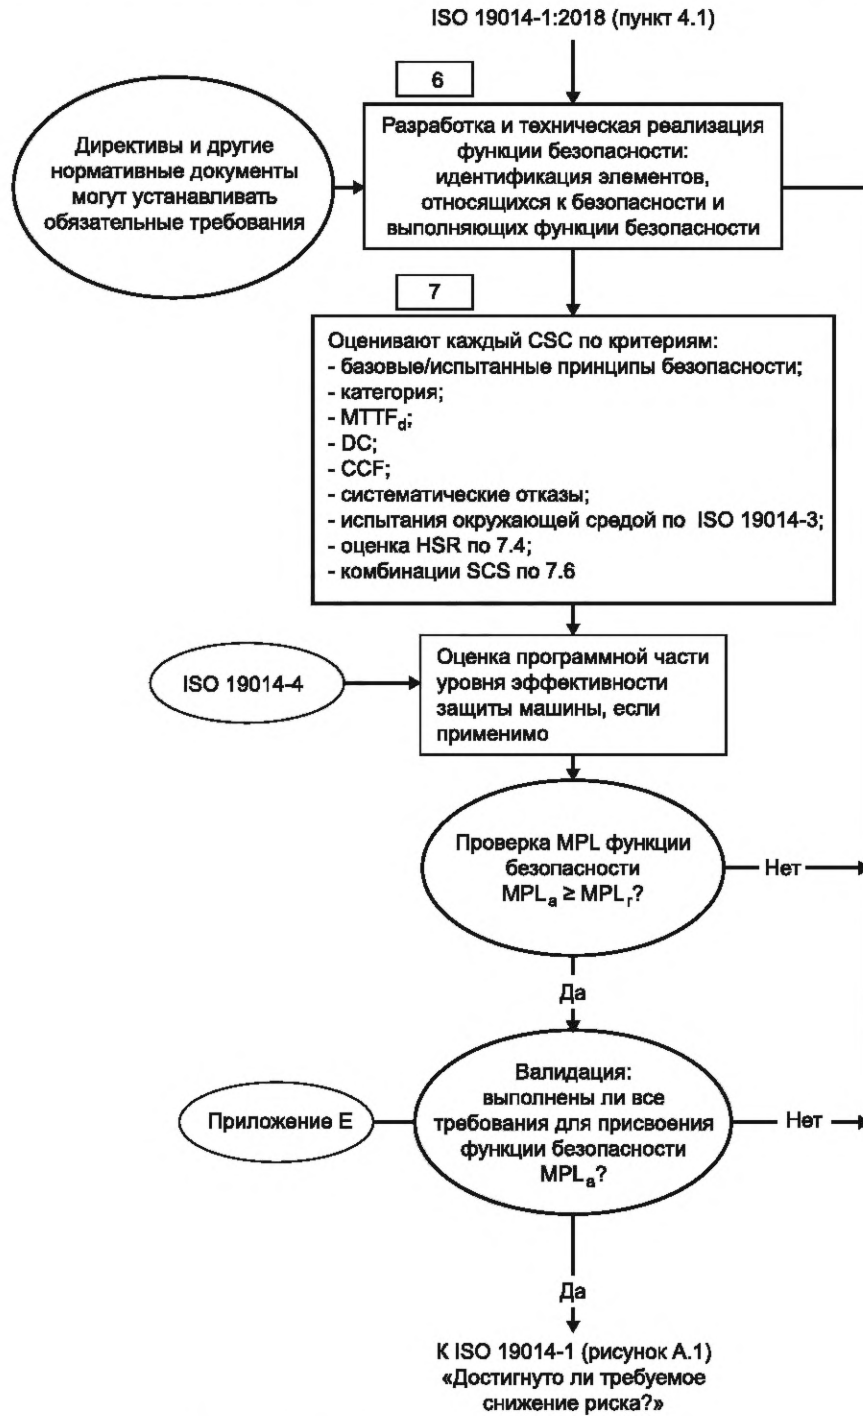 ISO 19014-1:2018 (пункт 4.1)
6
Директивы и другие
нормативные документы
могут устанавливать
обязательные требования
Разработка и техническая реализация
функции безопасности:
идентификация элементов,
относящихся к безопасности и
выполняющих функции безопасности
7
Оценивают каждый CSC по критериям:
- базовые/испытанные принципы безопасности;
- категория;
- MTTFd;
- DC;
- CCF;
- систематические отказы;
- испытания окружающей средой по ISO 19014-3;
- оценка HSR по 7.4;
- комбинации SCS по 7.6
ISO 19014-4
Оценка программной части
уровня эффективности
защиты машины, если
применимо
Проверка MPL функции
безопасности
MPLa ≥ MPLr?
Нет
Да
Приложение E
Валидация:
выполнены ли все
требования для присвоения
функции безопасности
MPLa?
Нет
Да
К ISO 19014-1 (рисунок А.1)
«Достигнуто ли требуемое
снижение риска?»